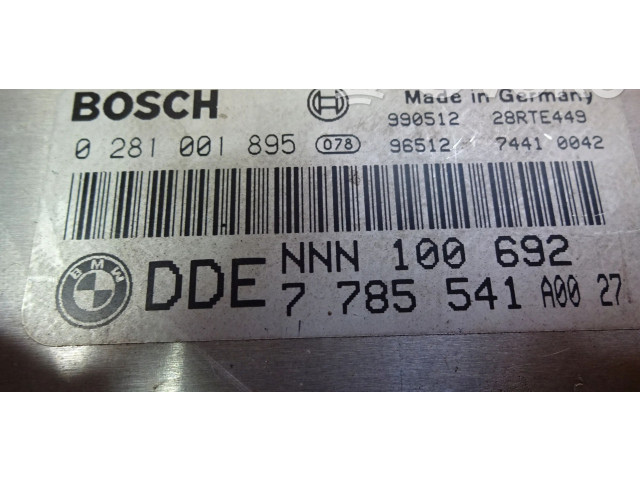 BOSCH
Made in Germany
990512 28RTE449
0 281 001 895 078 96512 7441 0042
BMW
DDE NNN 100 692
7 785 541 A00 27